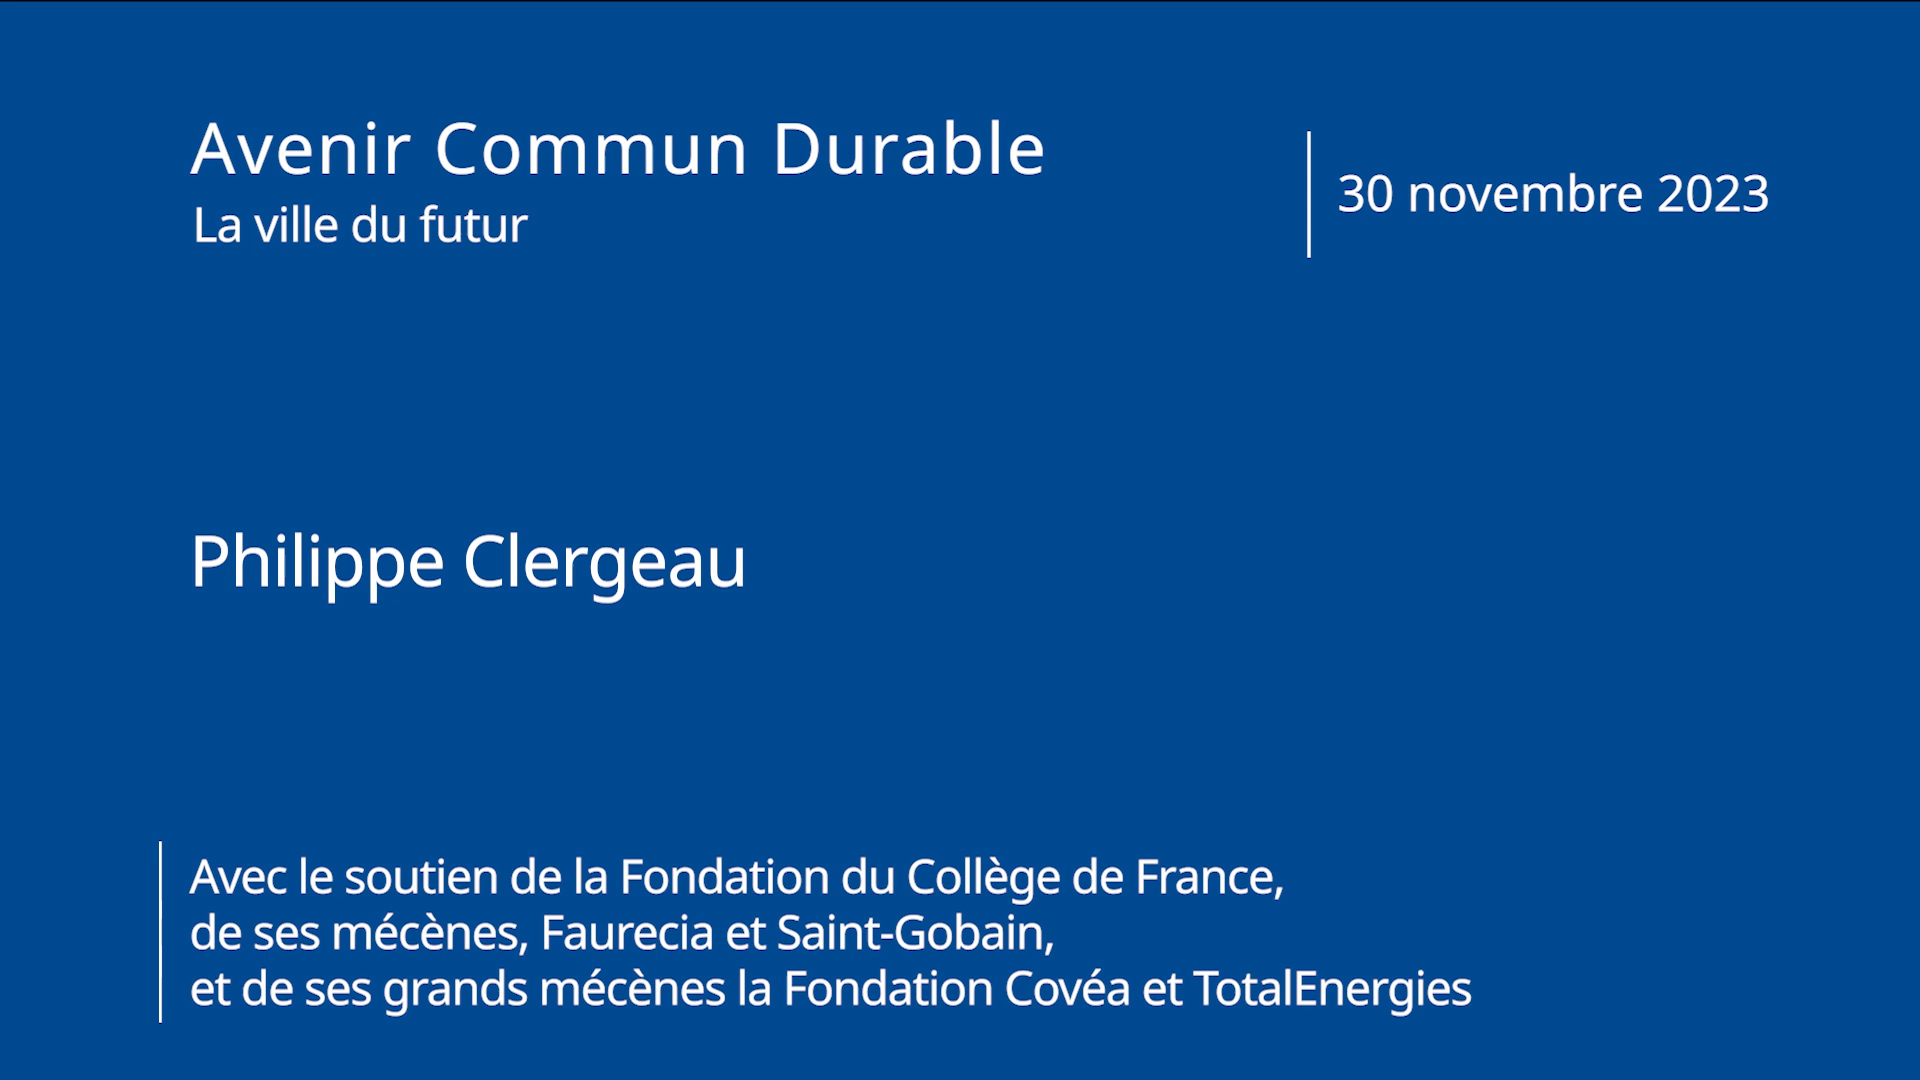 Avenir Commun Durable
La ville du futur
30 novembre 2023
Philippe Clergeau
Avec le soutien de la Fondation du Collège de France,
de ses mécènes, Faurecia et Saint-Gobain,
et de ses grands mécènes la Fondation Covéa et TotalEnergies